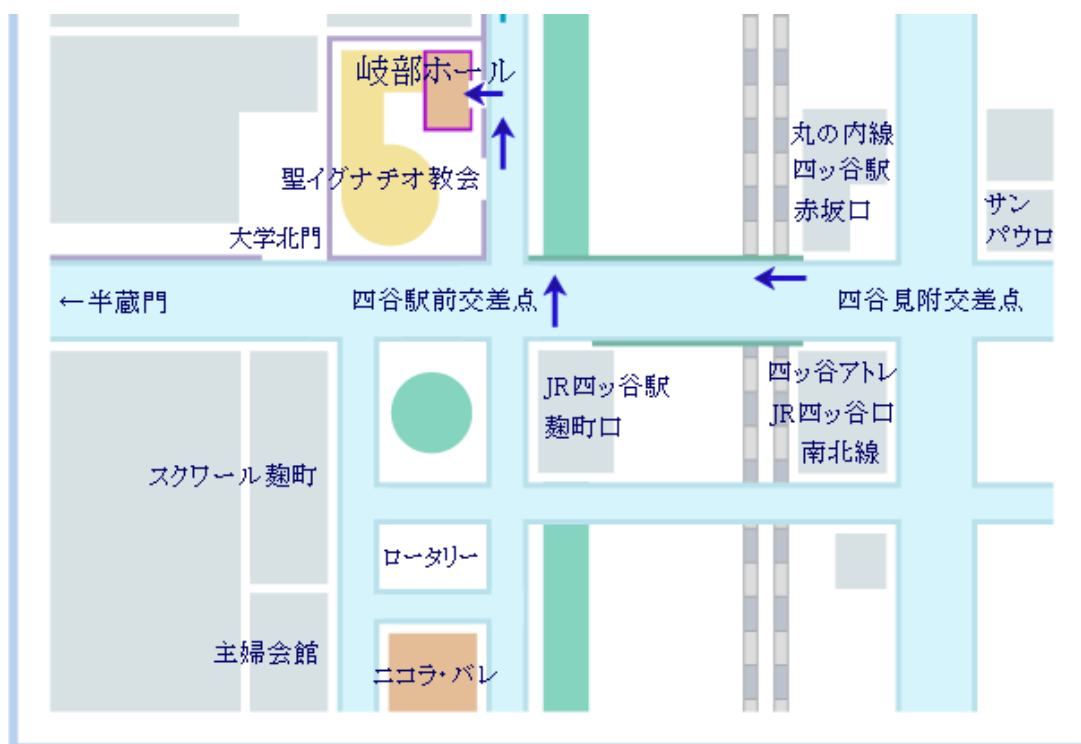 岐部ホール
丸の内線
四ッ谷駅
赤坂口
聖イグナチオ教会
サン
パウロ
大学北門
←半蔵門
四谷駅前交差点
四谷見附交差点
JR四ッ谷駅
麹町口
四ッ谷アトレ
JR四ッ谷口
南北線
スクワール麹町
ロータリー
主婦会館
ニコラ・バレ